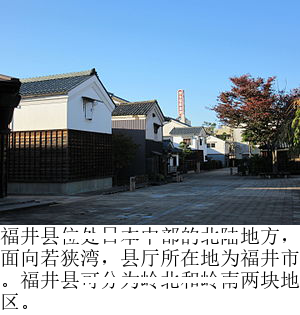 福井县位处日本中部的北陆地方，
面向若狭湾，县厅所在地为福井市
。福井县可分为岭北和岭南两块地
区。